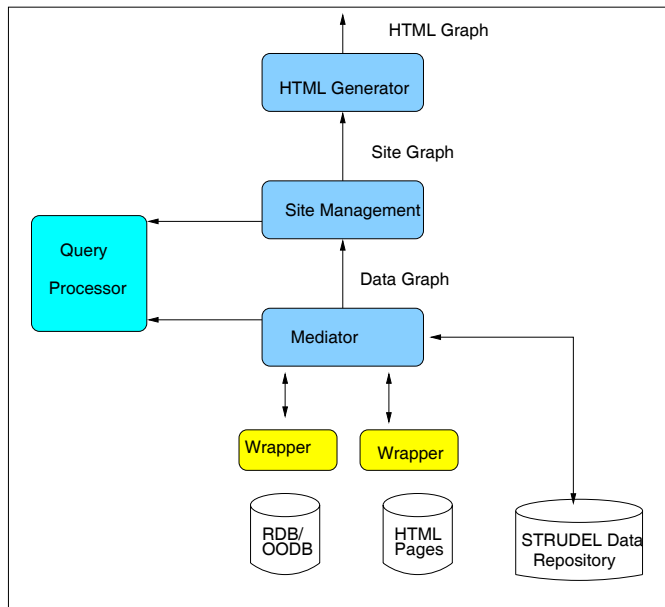 HTML Graph
HTML Generator
Site Graph
Site Management
Query
Processor
Data Graph
Mediator
Wrapper
Wrapper
RDB/
OODB
HTML
Pages
STRUDEL Data
Repository